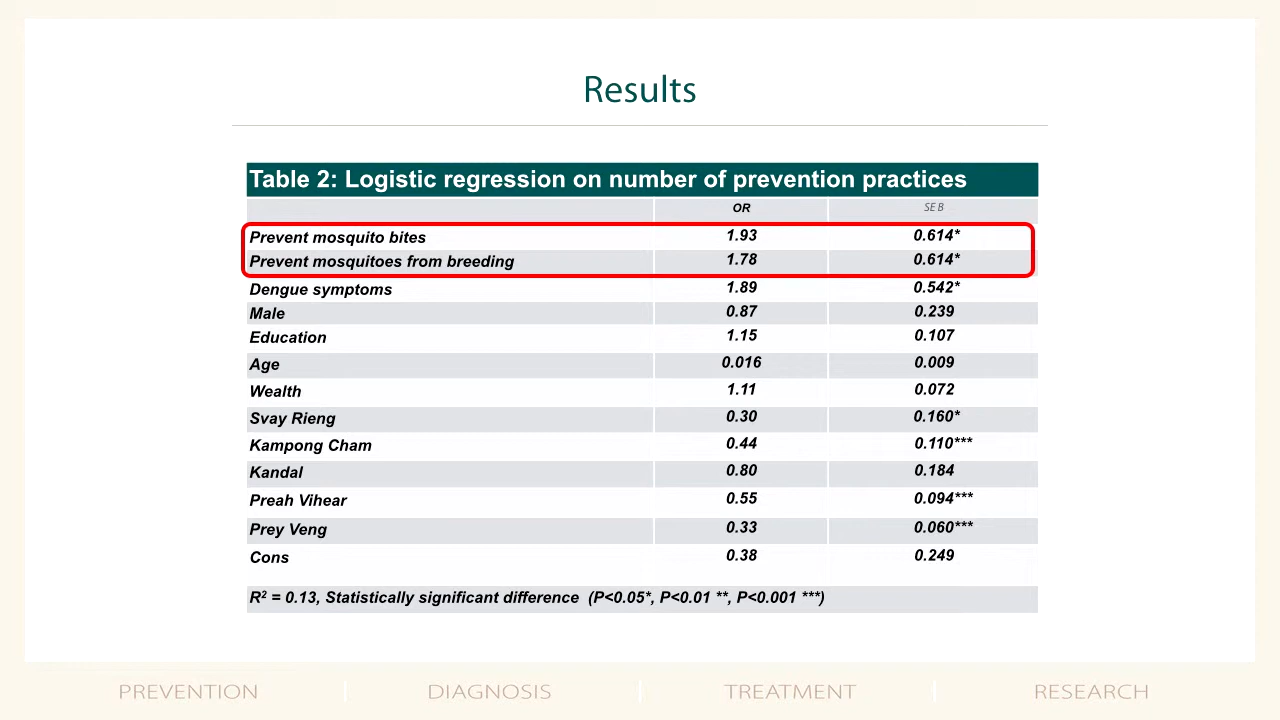 Results
Table 2: Logistic regression on number of prevention practices
OR SE B
Prevent mosquito bites 1.93 0.614*
Prevent mosquitoes from breeding 1.78 0.614*
Dengue symptoms 1.89 0.542*
Male 0.87 0.239
Education 1.15 0.107
Age 0.016 0.009
Wealth 1.11 0.072
Svay Rieng 0.30 0.160*
Kampong Cham 0.44 0.110***
Kandal 0.80 0.184
Preah Vihear 0.55 0.094***
Prey Veng 0.33 0.060***
Cons 0.38 0.249
R² = 0.13, Statistically significant difference (P<0.05*, P<0.01 **, P<0.001 ***)
PREVENTION DIAGNOSIS TREATMENT RESEARCH